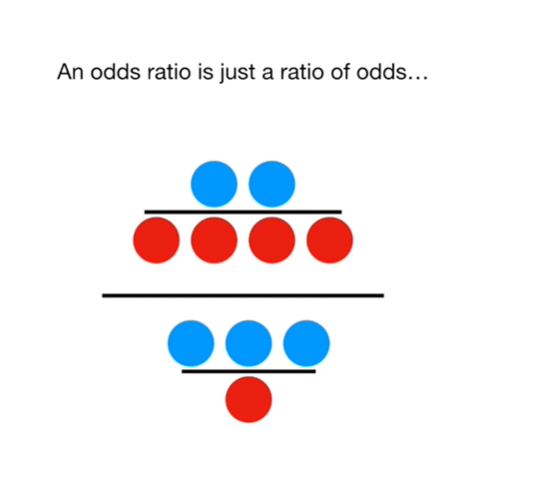 An odds ratio is just a ratio of odds…